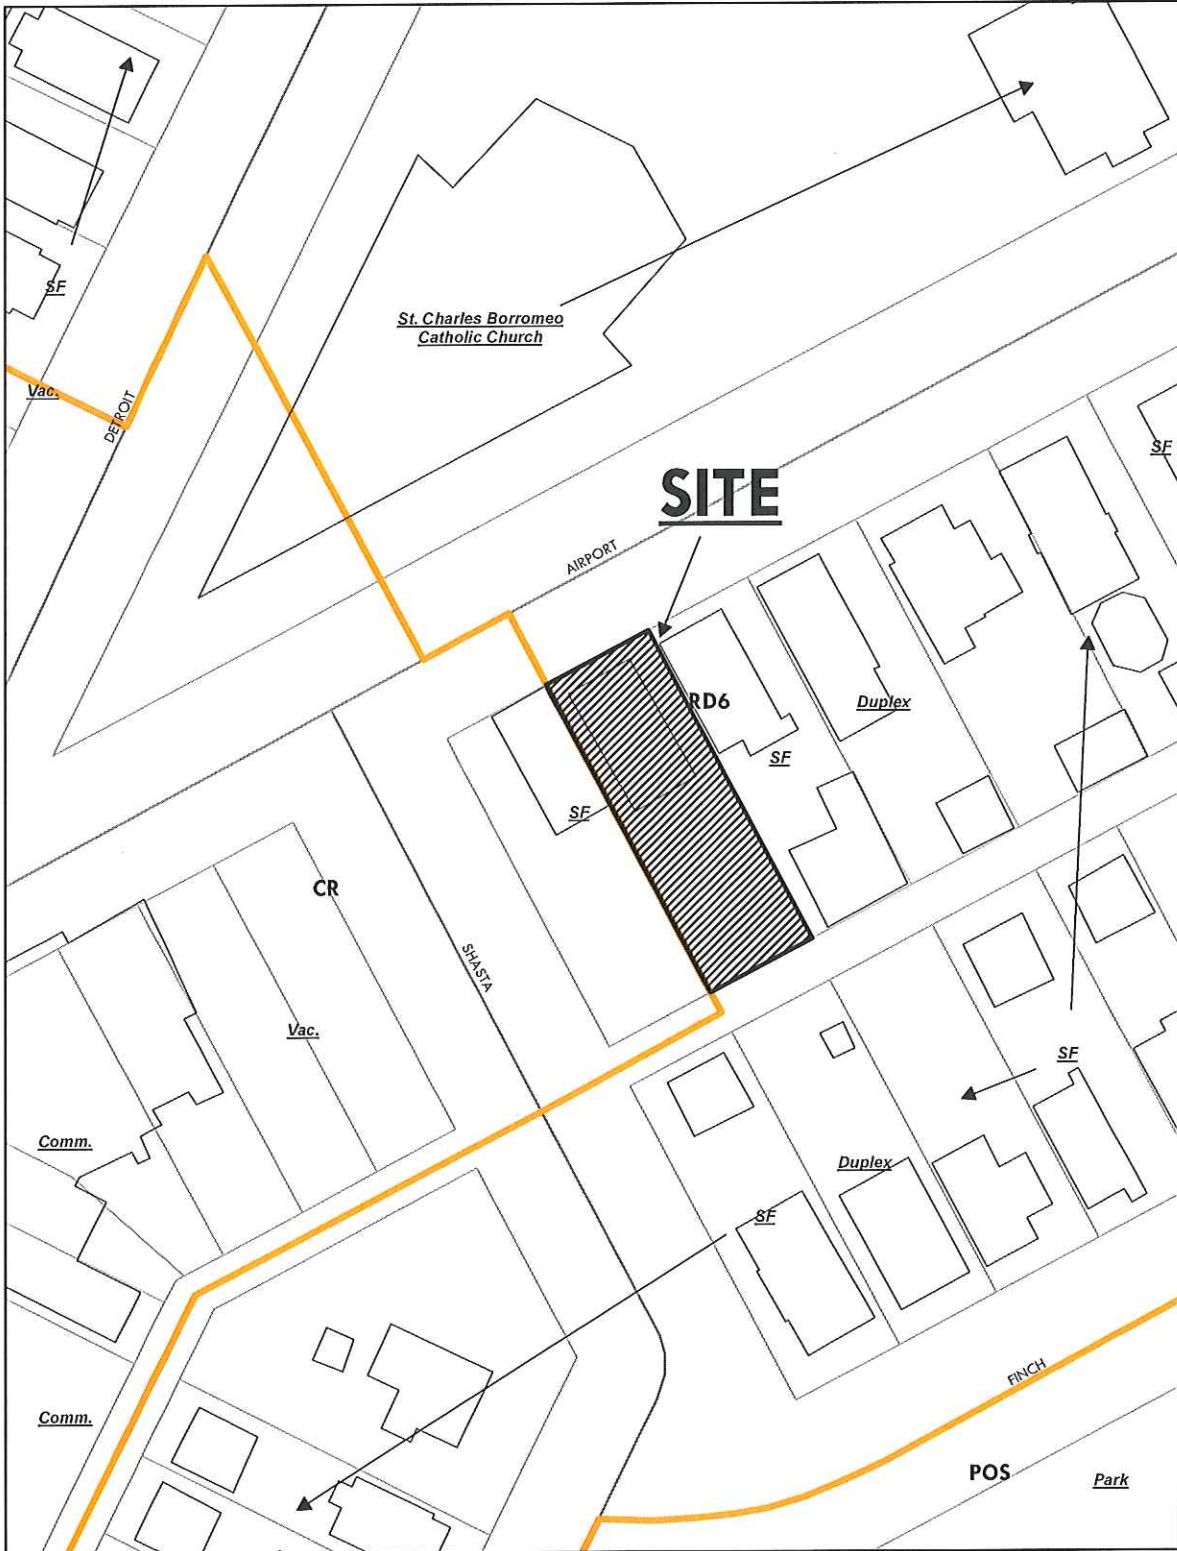 SF
St. Charles Borromeo
Catholic Church
Vac.
DETROIT
SF
SITE
AIRPORT
RD6
Duplex
SF
SF
CR
SHASTA
Vac.
SF
Comm.
Duplex
SF
FINCH
Comm.
POS
Park